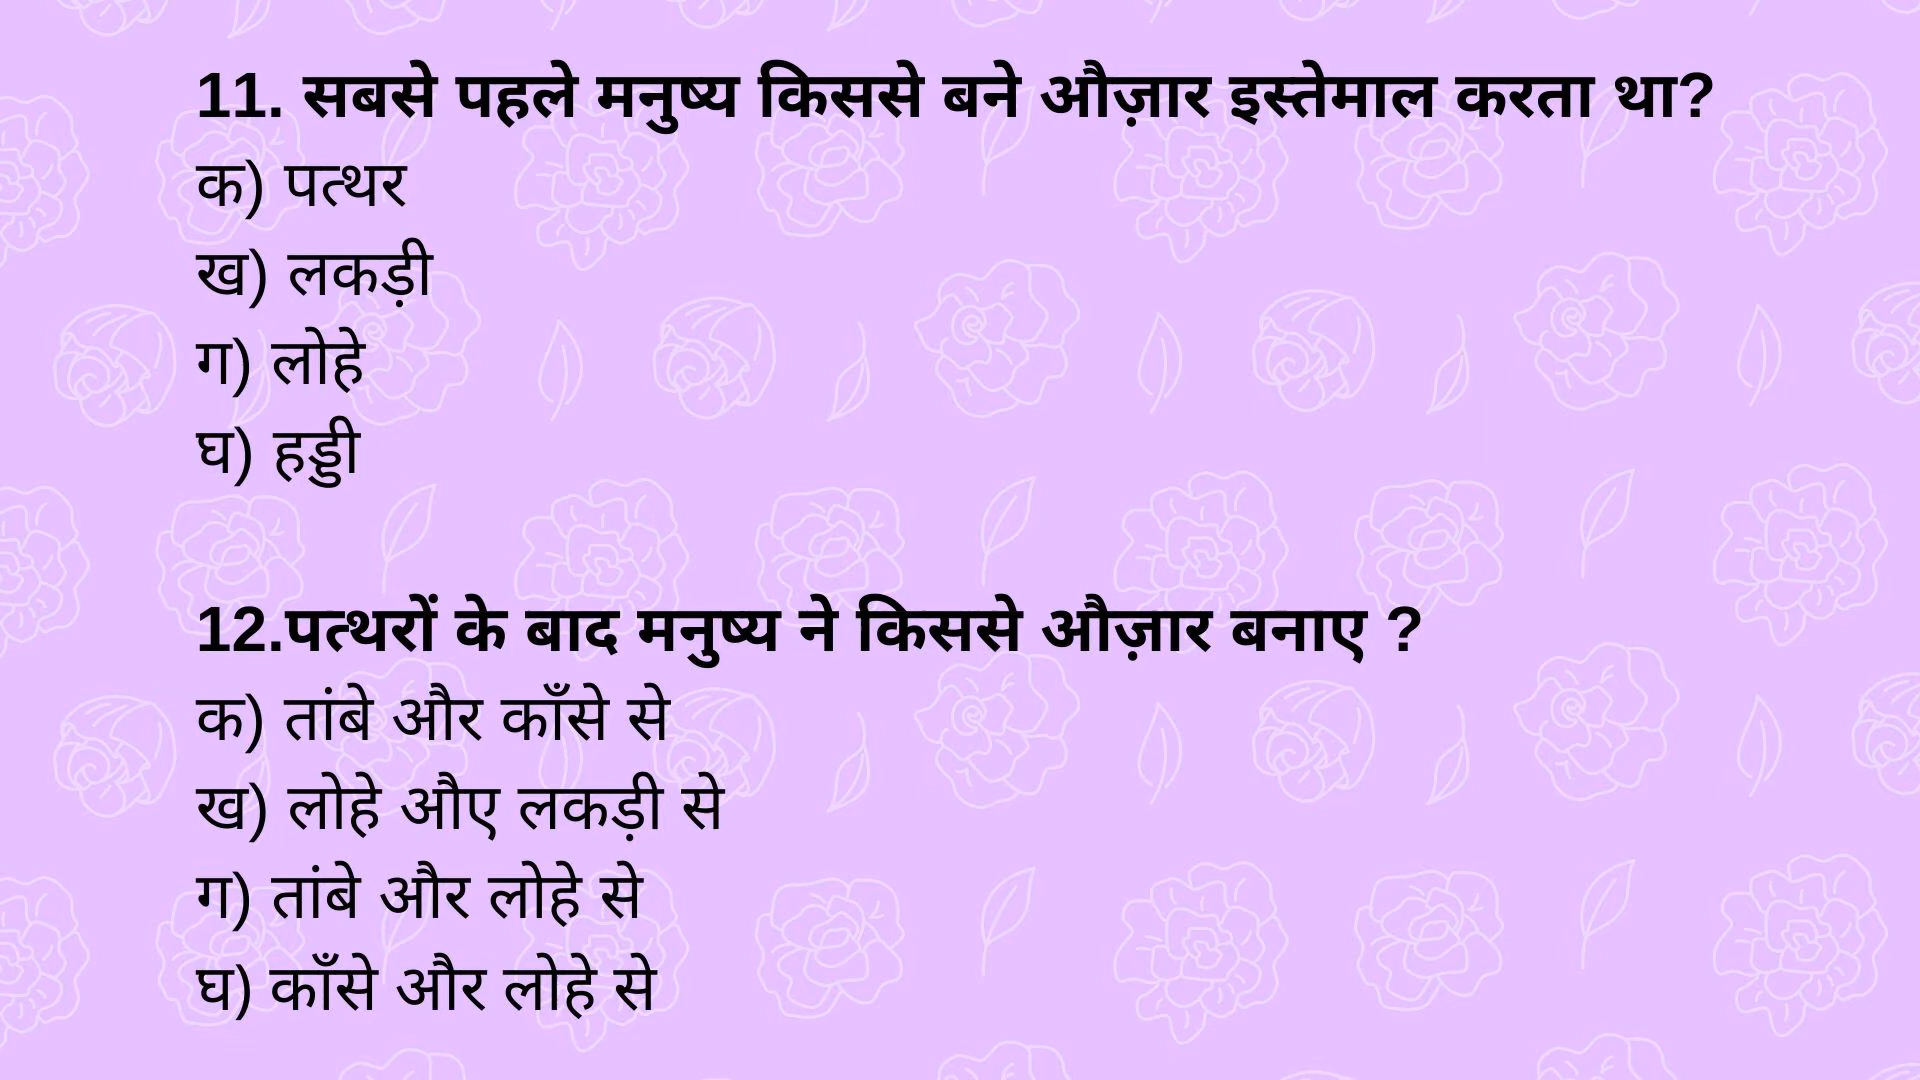 11. सबसे पहले मनुष्य किससे बने औज़ार इस्तेमाल करता था?
क) पत्थर
ख) लकड़ी
ग) लोहे
घ) हड्डी
12.पत्थरों के बाद मनुष्य ने किससे औज़ार बनाए ?
क) तांबे और काँसे से
ख) लोहे औए लकड़ी से
ग) तांबे और लोहे से
घ) काँसे और लोहे से